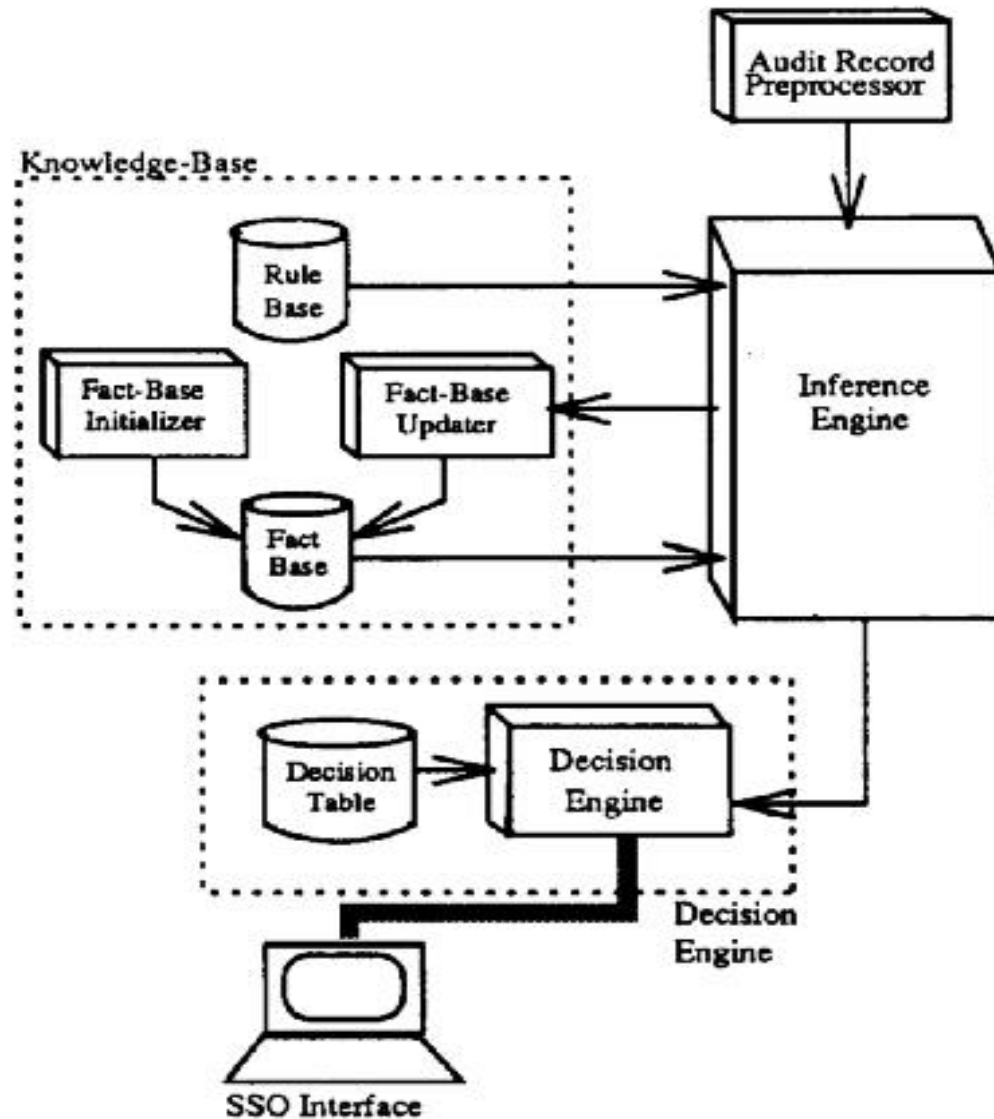 Audit Record
Preprocessor
Knowledge-Base
Rule
Base
Fact-Base
Initializer
Fact-Base
Updater
Inference
Engine
Fact
Base
Decision
Table
Decision
Engine
Decision
Engine
SSO Interface